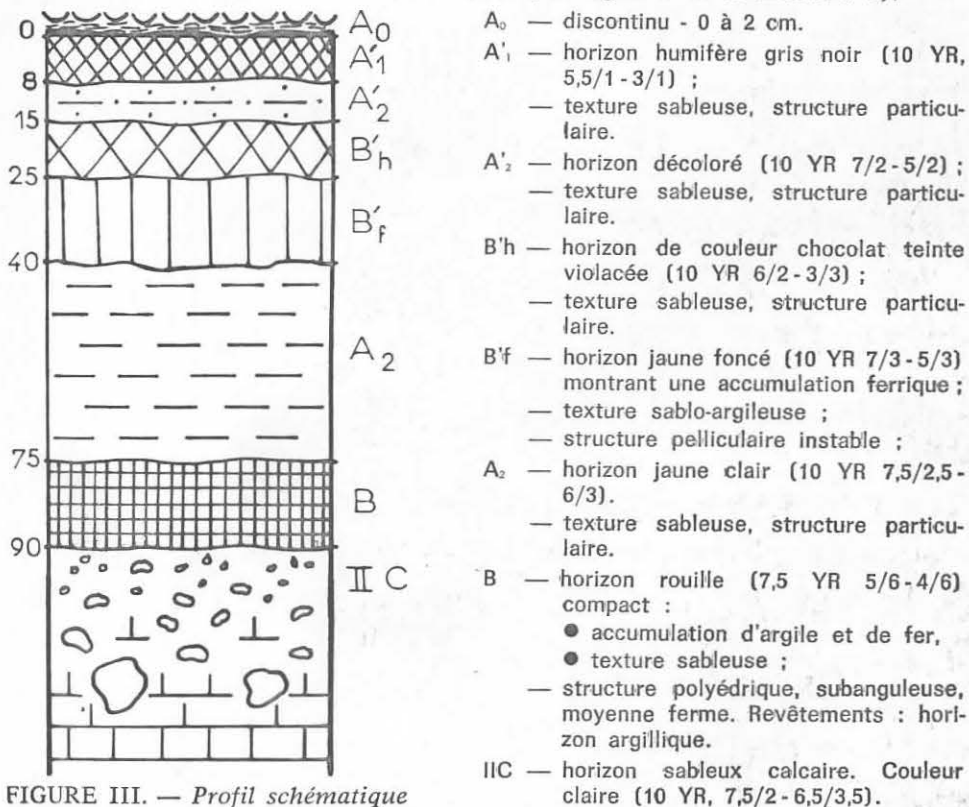 0
8
15
25
40
75
90
A₀
A'₁
A'₂
B'h
B'f
A₂
B
II C
FIGURE III. — Profil schématique
A₀ — discontinu - 0 à 2 cm.
A'₁ — horizon humifère gris noir (10 YR,
5,5/1 - 3/1) ;
— texture sableuse, structure particu-
laire.
A'₂ — horizon décoloré (10 YR 7/2 - 5/2) ;
— texture sableuse, structure particu-
laire.
B'h — horizon de couleur chocolat teinte
violacée (10 YR 6/2 - 3/3) ;
— texture sableuse, structure particu-
laire.
B'f — horizon jaune foncé (10 YR 7/3 - 5/3)
montrant une accumulation ferrique ;
— texture sablo-argileuse ;
— structure pelliculaire instable ;
A₂ — horizon jaune clair (10 YR 7,5/2,5 -
6/3).
— texture sableuse, structure particu-
laire.
B — horizon rouille (7,5 YR 5/6 - 4/6)
compact :
● accumulation d'argile et de fer,
● texture sableuse ;
— structure polyédrique, subanguleuse,
moyenne ferme. Revêtements : hori-
zon argillique.
IIC — horizon sableux calcaire. Couleur
claire (10 YR, 7,5/2 - 6,5/3,5).